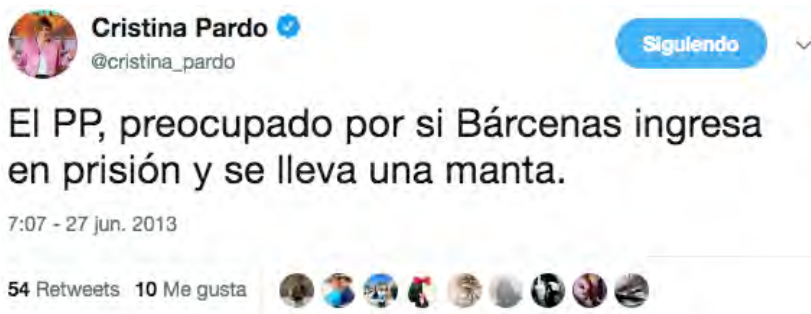 Cristina Pardo
@cristina_pardo
Siguiendo
El PP, preocupado por si Bárcenas ingresa
en prisión y se lleva una manta.
7:07 - 27 jun. 2013
54 Retweets 10 Me gusta